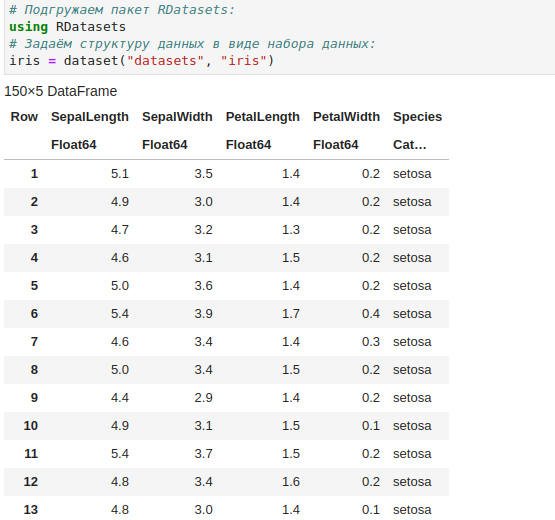 # Подгружаем пакет RDatasets:
using RDatasets
# Задаём структуру данных в виде набора данных:
iris = dataset("datasets", "iris")
150×5 DataFrame
Row SepalLength SepalWidth PetalLength PetalWidth Species
Float64 Float64 Float64 Float64 Cat…
1 5.1 3.5 1.4 0.2 setosa
2 4.9 3.0 1.4 0.2 setosa
3 4.7 3.2 1.3 0.2 setosa
4 4.6 3.1 1.5 0.2 setosa
5 5.0 3.6 1.4 0.2 setosa
6 5.4 3.9 1.7 0.4 setosa
7 4.6 3.4 1.4 0.3 setosa
8 5.0 3.4 1.5 0.2 setosa
9 4.4 2.9 1.4 0.2 setosa
10 4.9 3.1 1.5 0.1 setosa
11 5.4 3.7 1.5 0.2 setosa
12 4.8 3.4 1.6 0.2 setosa
13 4.8 3.0 1.4 0.1 setosa